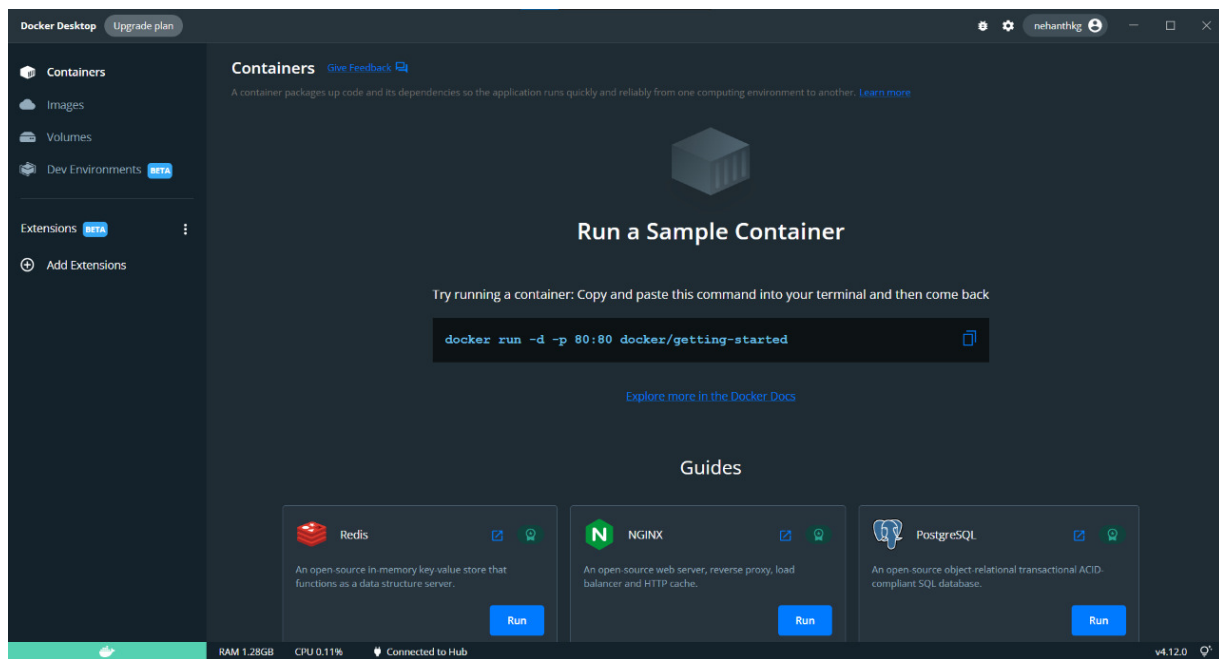 Docker Desktop Upgrade plan
nehanthkg
Containers
Images
Volumes
Dev Environments BETA
Extensions BETA
Add Extensions
Containers Give Feedback
A container packages up code and its dependencies so the application runs quickly and reliably from one computing environment to another. Learn more
Run a Sample Container
Try running a container: Copy and paste this command into your terminal and then come back
docker run -d -p 80:80 docker/getting-started
Explore more in the Docker Docs
Guides
Redis
An open-source in-memory key-value store that
functions as a data structure server.
Run
N NGINX
An open-source web server, reverse proxy, load
balancer and HTTP cache.
Run
PostgreSQL
An open-source object-relational transactional ACID-
compliant SQL database.
Run
RAM 1.28GB CPU 0.11% Connected to Hub v4.12.0